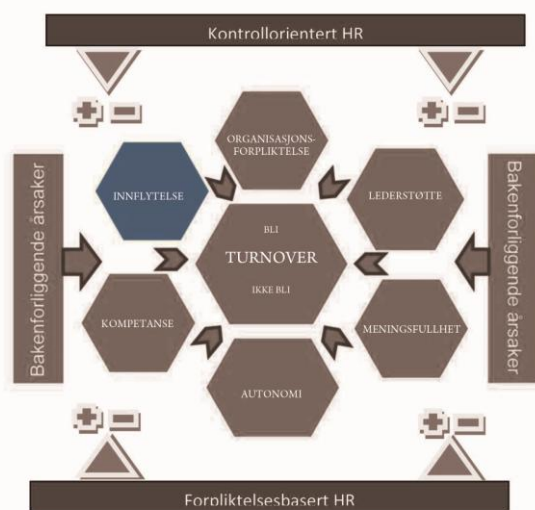 Kontrollorientert HR
ORGANISASJONS-
FORPLIKTELSE
INNFLYTELSE
LEDERSTØTTE
Bakenforliggende årsaker
Bakenforliggende årsaker
BLI
TURNOVER
IKKE BLI
KOMPETANSE
MENINGSFULLHET
AUTONOMI
Forpliktelsesbasert HR